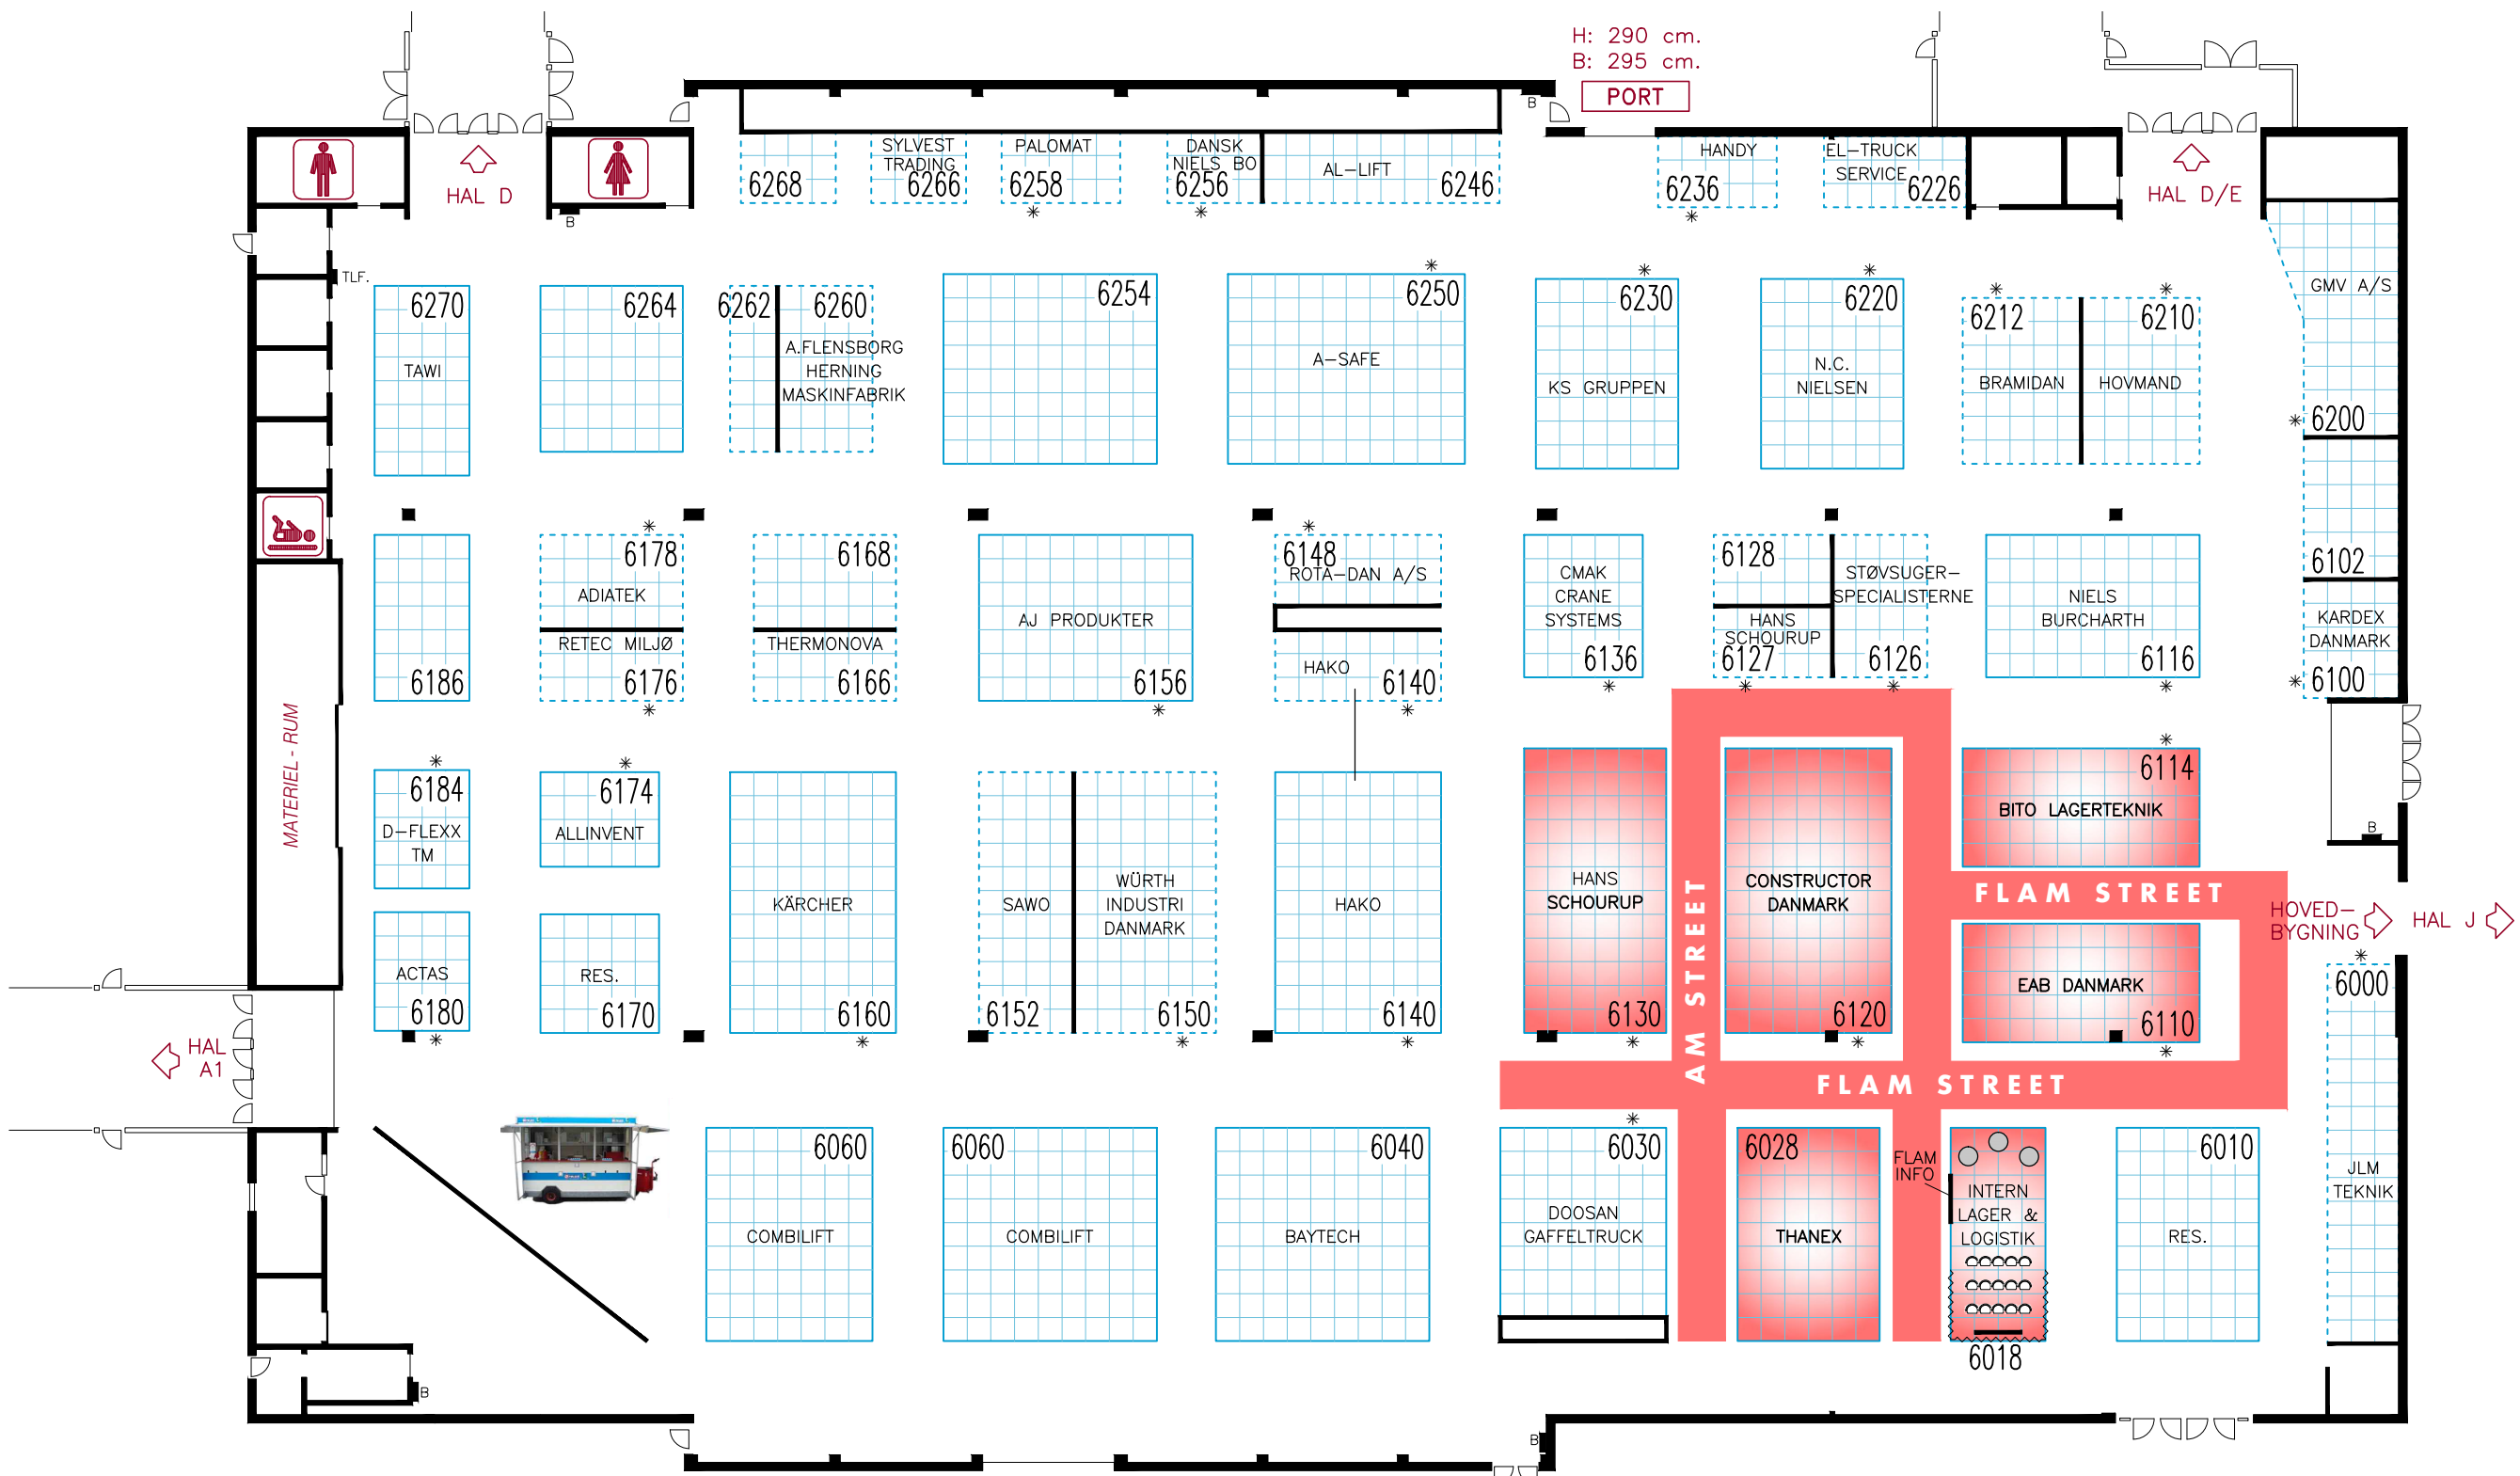 H: 290 cm.
B: 295 cm.
PORT
B
SYLVEST
TRADING
6266
6268
PALOMAT
6258
DANSK
NIELS BO
6256
AL-LIFT
6246
HANDY
6236
EL-TRUCK
SERVICE
6226
HAL D
B
HAL D/E
TLF.
6270
TAWI
6264
6262
6260
A.FLENSBORG
HERNING
MASKINFABRIK
6254
6250
A-SAFE
6230
KS GRUPPEN
6220
N.C.
NIELSEN
6212
BRAMIDAN
6210
HOVMAND
GMV A/S
6200
6186
6178
ADIATEK
RETEC MILJØ
6176
6168
THERMONOVA
6166
AJ PRODUKTER
6156
6148
ROTA-DAN A/S
HAKO
6140
CMAK
CRANE
SYSTEMS
6136
6128
HANS
SCHOURUP
6127
STØVSUGER-
SPECIALISTERNE
6126
NIELS
BURCHARTH
6116
6102
KARDEX
DANMARK
6100
MATERIEL - RUM
6184
D-FLEXX
TM
6174
ALLINVENT
KÄRCHER
6160
SAWO
6152
WÜRTH
INDUSTRI
DANMARK
6150
HAKO
6140
HANS
SCHOURUP
6130
AM STREET
CONSTRUCTOR
DANMARK
6120
6114
BITO LAGERTEKNIK
B
FLAM STREET
EAB DANMARK
6110
HOVED-
BYGNING
HAL J
ACTAS
6180
RES.
6170
HAL
A1
6000
JLM
TEKNIK
FLAM STREET
6060
COMBILIFT
6060
COMBILIFT
6040
BAYTECH
6030
DOOSAN
GAFFELTRUCK
6028
THANEX
FLAM
INFO
INTERN
LAGER &
LOGISTIK
6018
6010
RES.
B
B